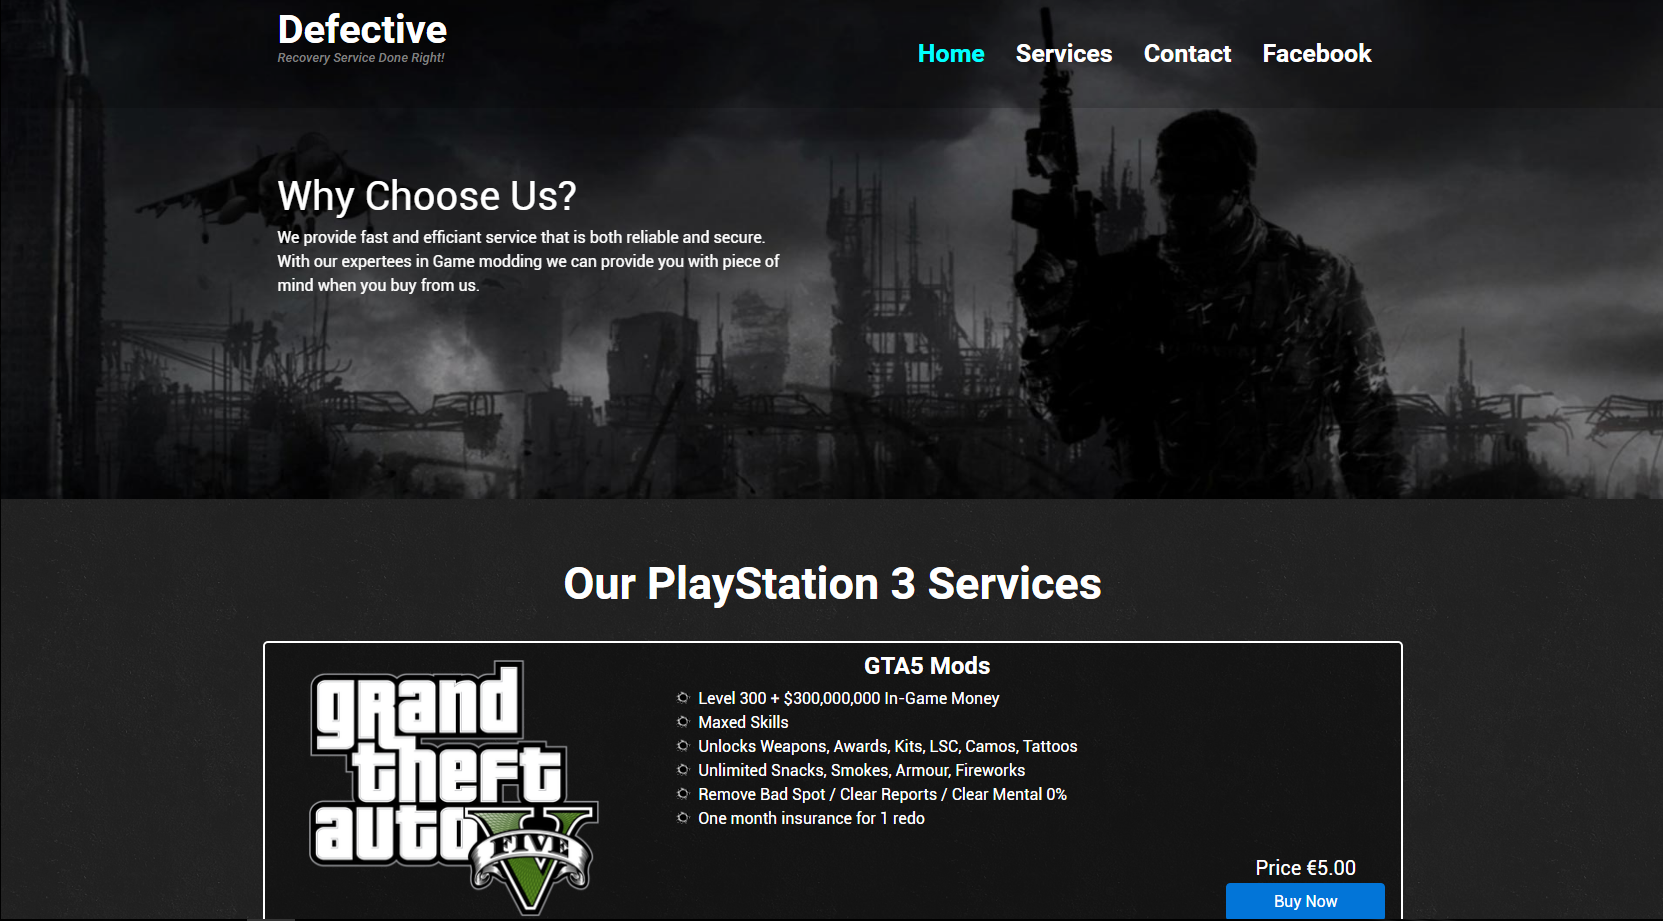 Defective
Recovery Service Done Right!
Home Services Contact Facebook
Why Choose Us?
We provide fast and efficiant service that is both reliable and secure.
With our expertees in Game modding we can provide you with piece of
mind when you buy from us.
Our PlayStation 3 Services
grand
theft
auto
FIVE
GTA5 Mods
Level 300 + $300,000,000 In-Game Money
Maxed Skills
Unlocks Weapons, Awards, Kits, LSC, Camos, Tattoos
Unlimited Snacks, Smokes, Armour, Fireworks
Remove Bad Spot / Clear Reports / Clear Mental 0%
One month insurance for 1 redo
Price €5.00
Buy Now